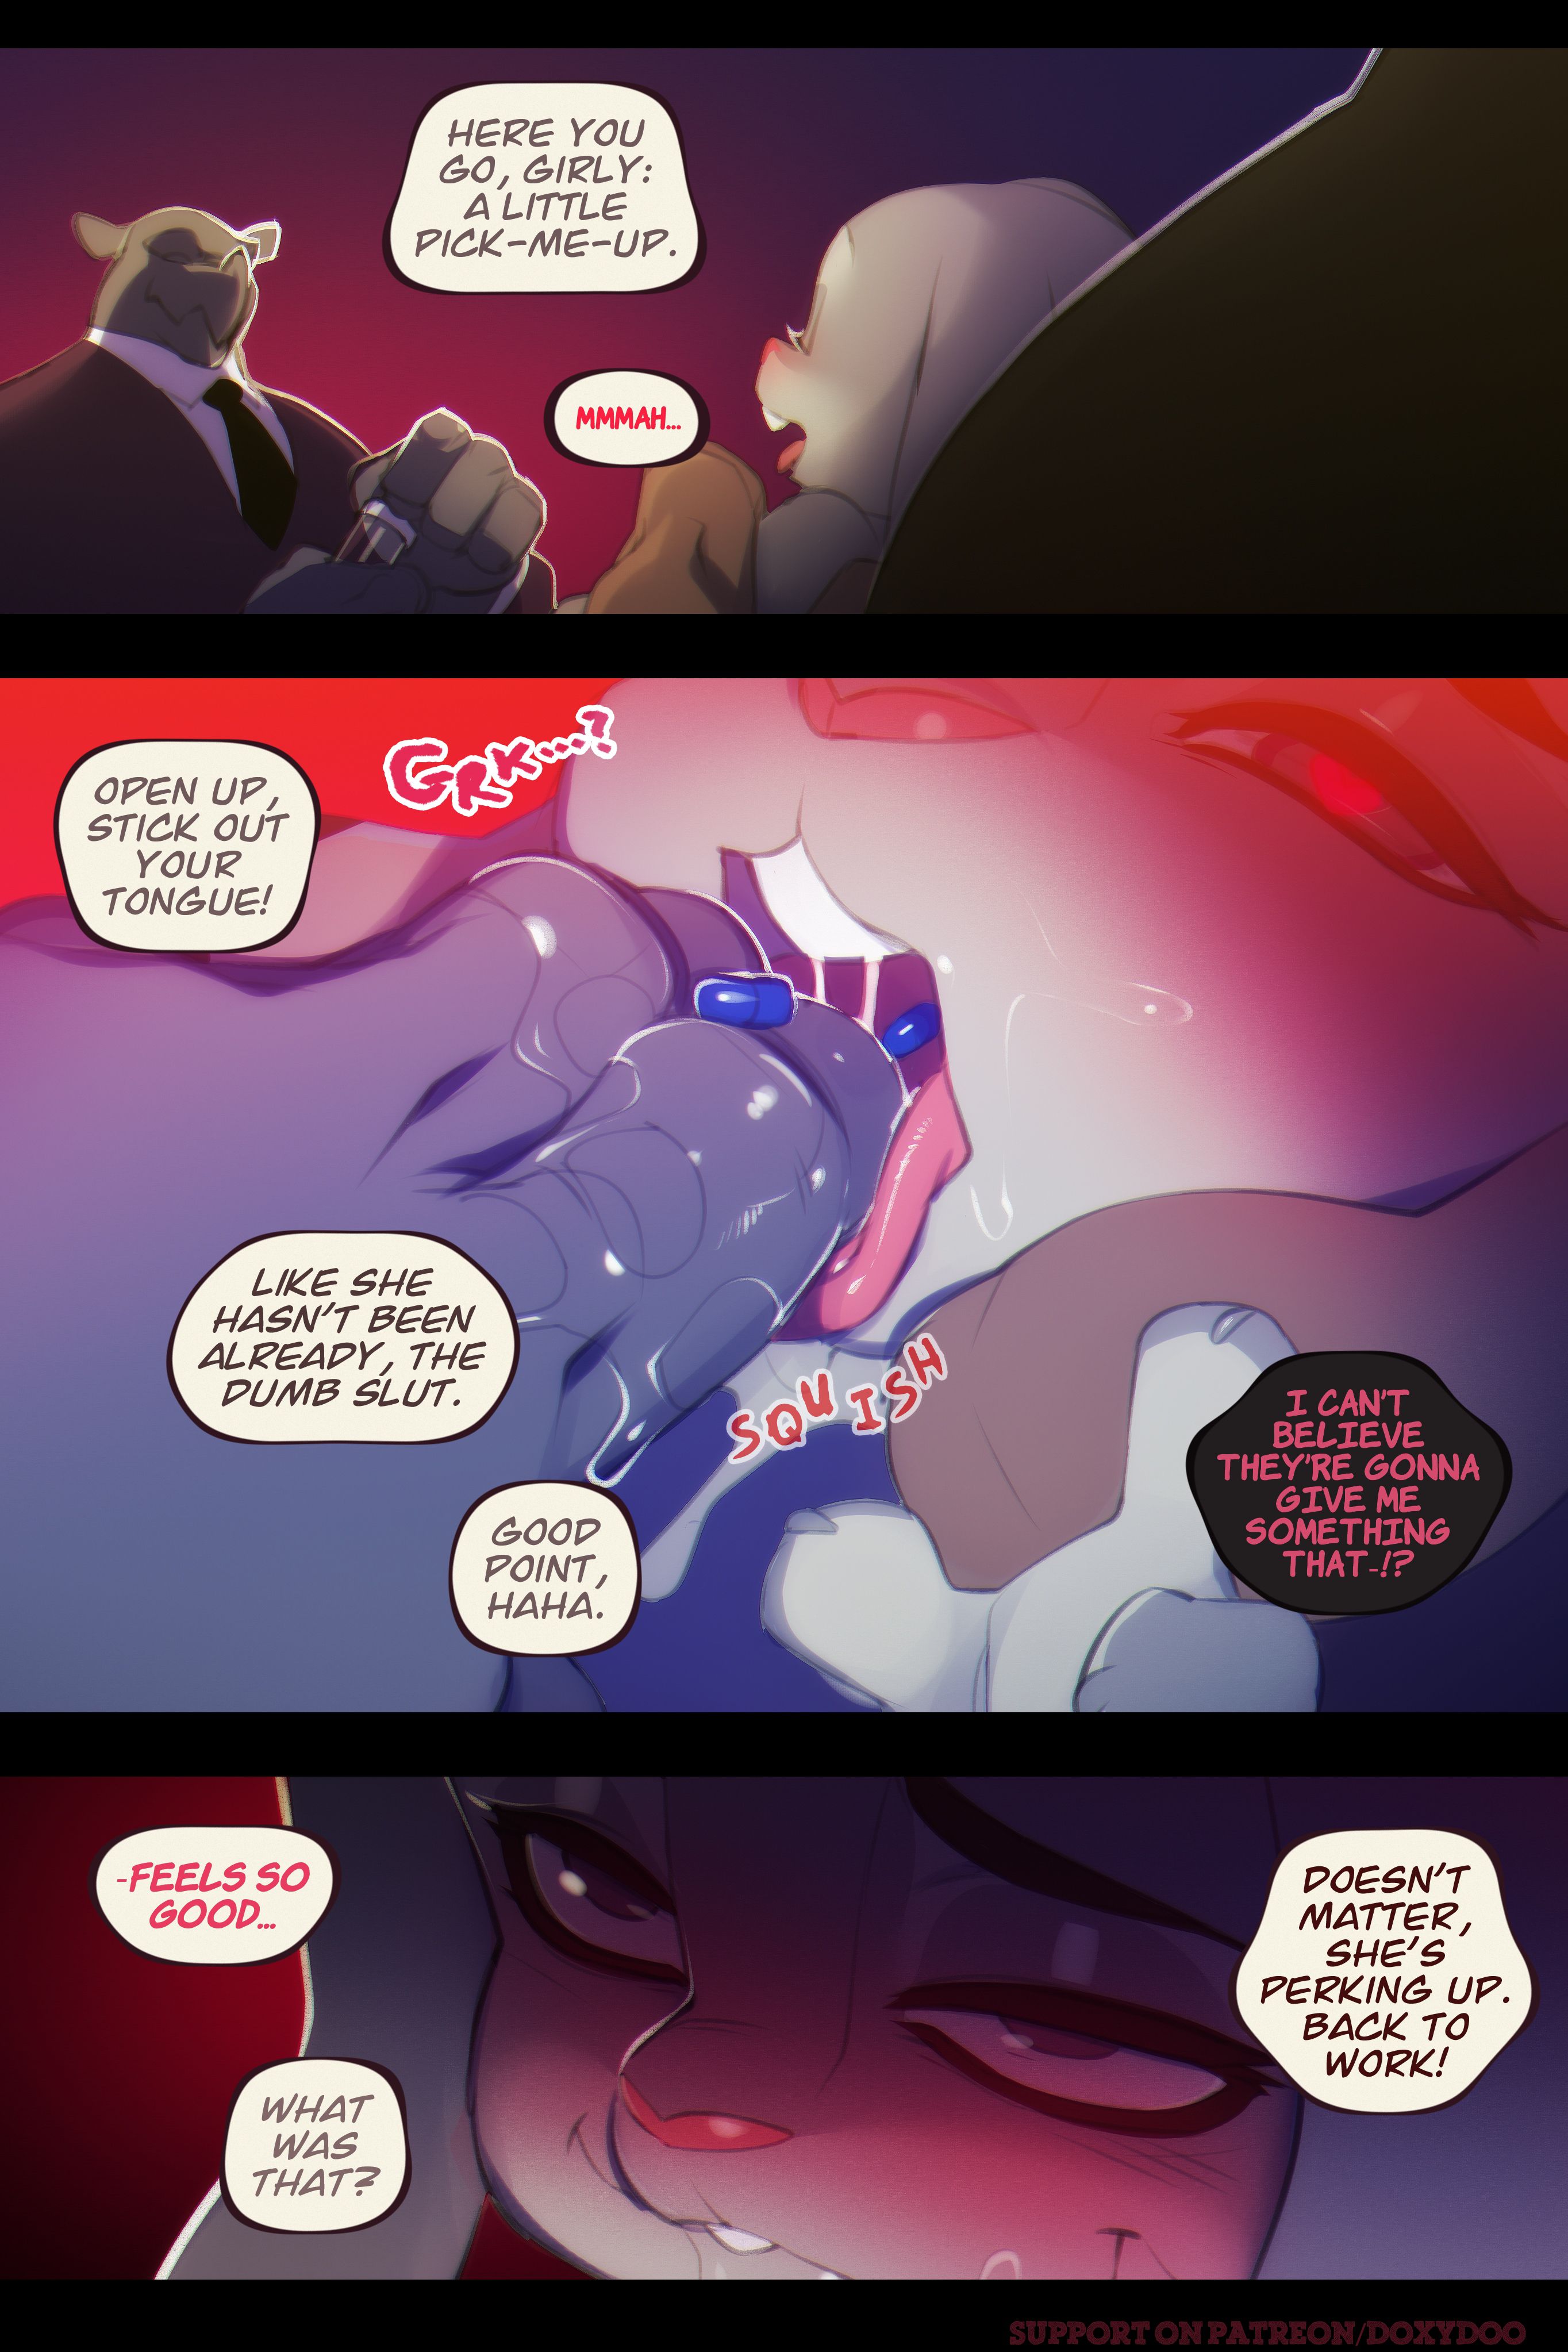 HERE YOU
GO, GIRLY:
A LITTLE
PICK-ME-UP.
MMMAH...
GRK...?
OPEN UP,
STICK OUT
YOUR
TONGUE!
LIKE SHE
HASN'T BEEN
ALREADY, THE
DUMB SLUT.
SQUISH
GOOD
POINT,
HAHA.
I CAN'T
BELIEVE
THEY'RE GONNA
GIVE ME
SOMETHING
THAT-!?
-FEELS SO
GOOD...
WHAT
WAS
THAT?
DOESN'T
MATTER,
SHE'S
PERKING UP.
BACK TO
WORK!
SUPPORT ON PATREON/DOXYDOO